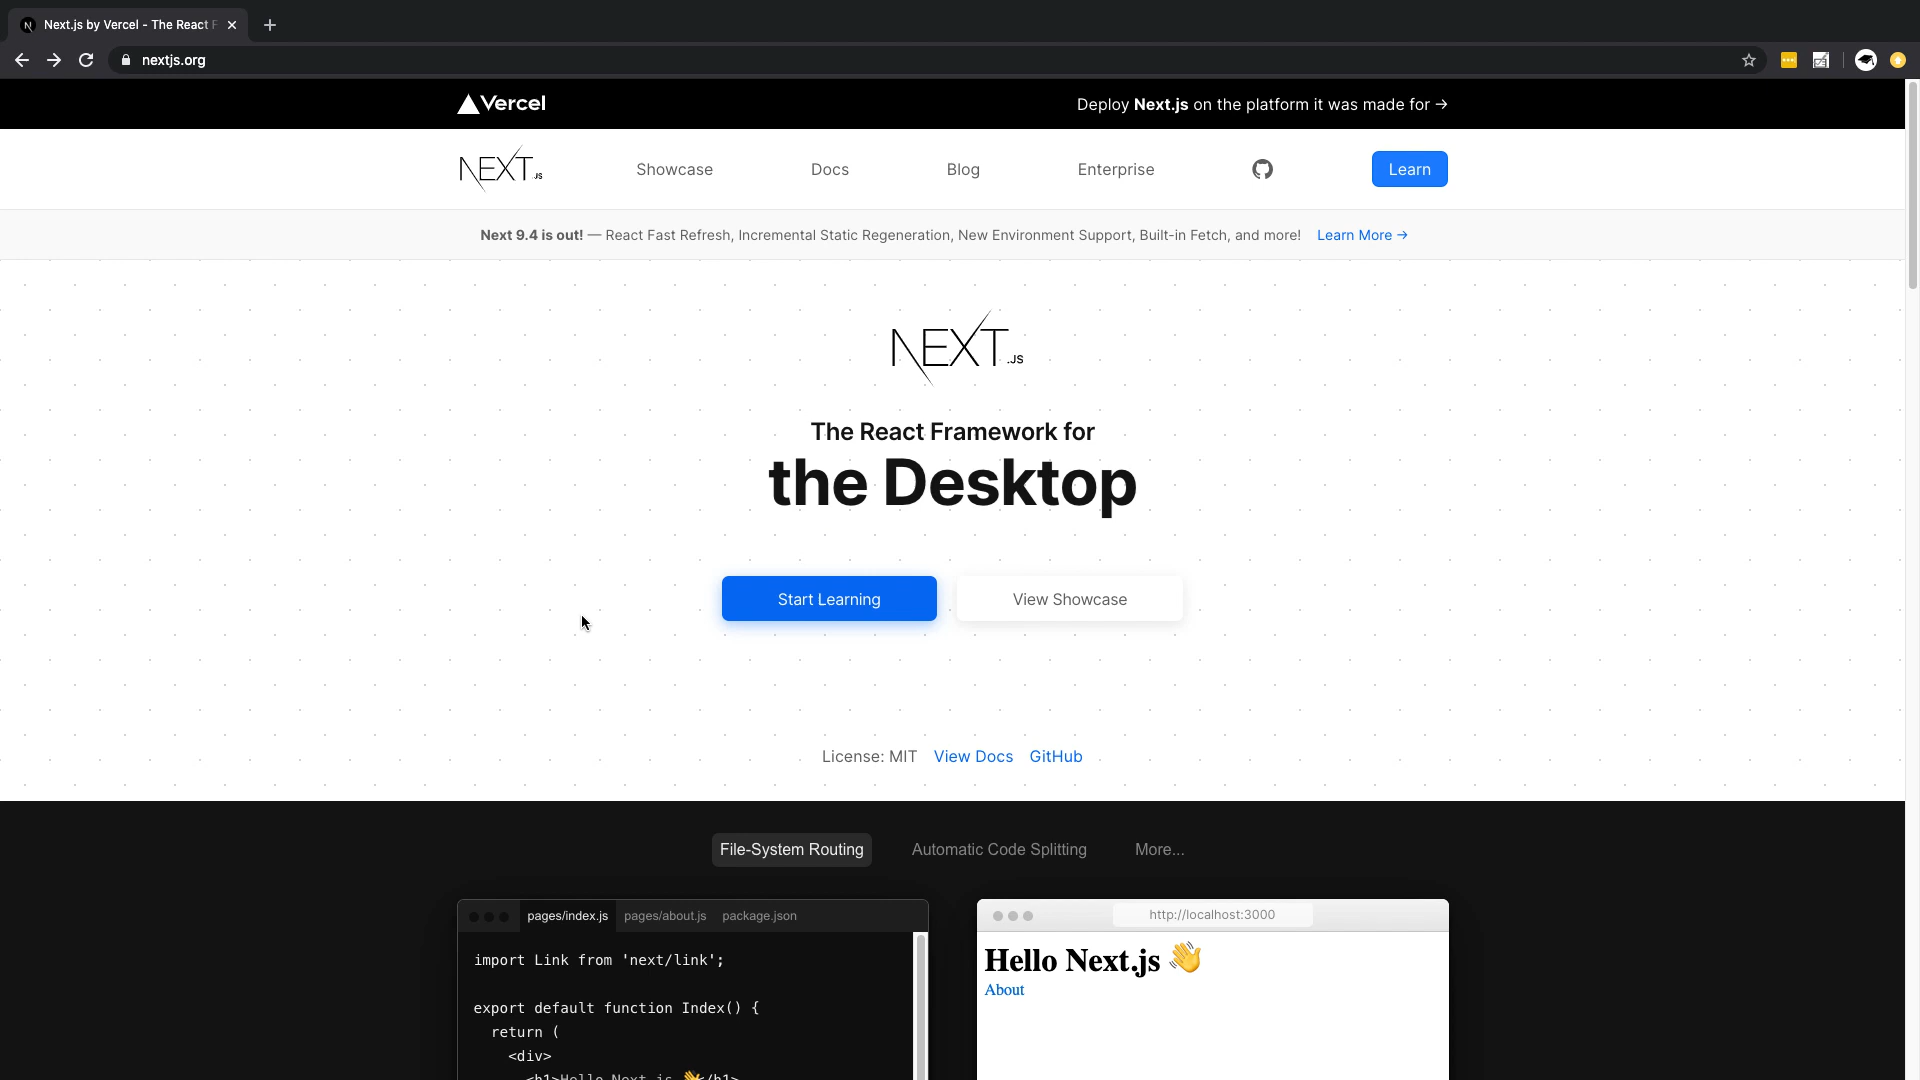 Next.js by Vercel - The React F
nextjs.org
Vercel
Deploy Next.js on the platform it was made for →
NEXT.JS
Showcase
Docs
Blog
Enterprise
Learn
Next 9.4 is out! — React Fast Refresh, Incremental Static Regeneration, New Environment Support, Built-in Fetch, and more! Learn More →
NEXT.JS
The React Framework for
the Desktop
Start Learning
View Showcase
License: MIT View Docs GitHub
File-System Routing
Automatic Code Splitting
More...
pages/index.js pages/about.js package.json
import Link from 'next/link';
export default function Index() {
return (
<div>
<h1>Hello Next.js 👋</h1>
http://localhost:3000
Hello Next.js 👋
About